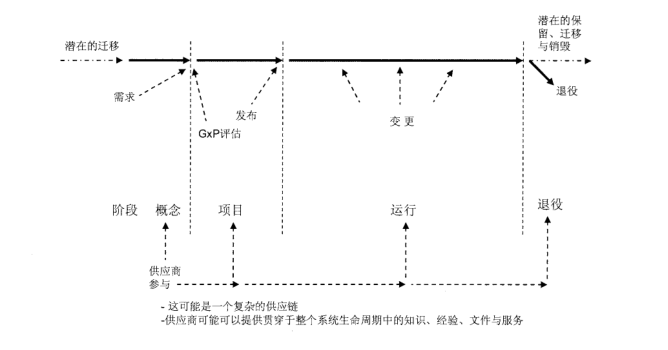 潜在的迁移
潜在的保
留、迁移
与销毁
需求
发布
GxP评估
变更
退役
阶段 概念 项目 运行 退役
供应商
参与
- 这可能是一个复杂的供应链
-供应商可能可以提供贯穿于整个系统生命周期中的知识、经验、文件与服务